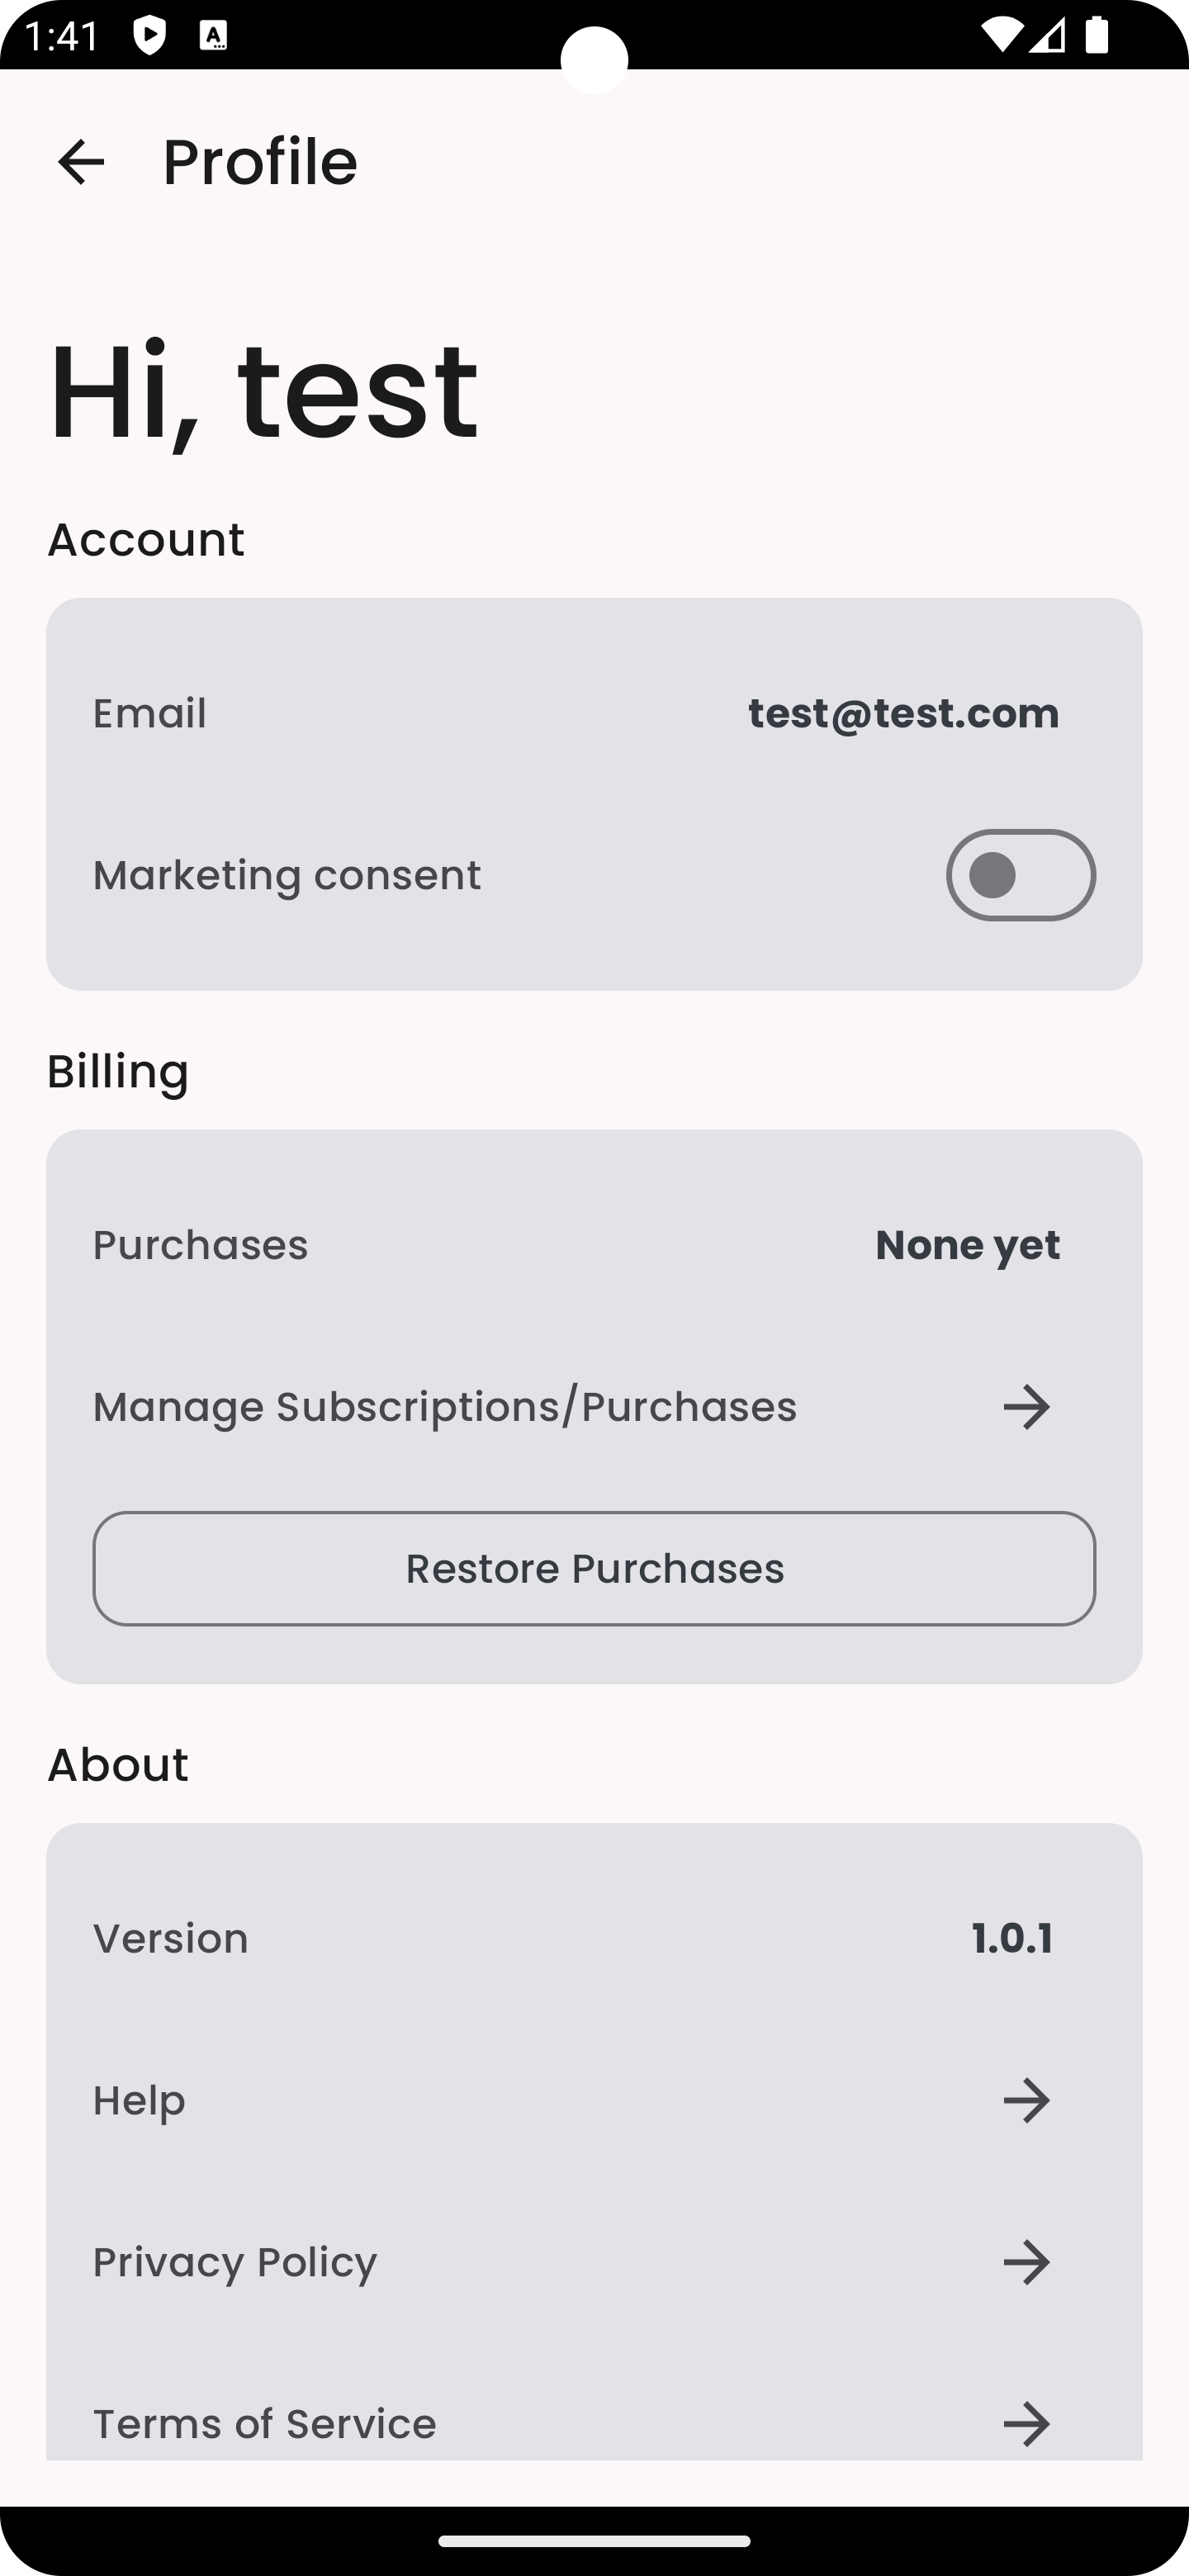 1:41
Profile
Hi, test
Account
Email test@test.com
Marketing consent
Billing
Purchases None yet
Manage Subscriptions/Purchases
Restore Purchases
About
Version 1.0.1
Help
Privacy Policy
Terms of Service